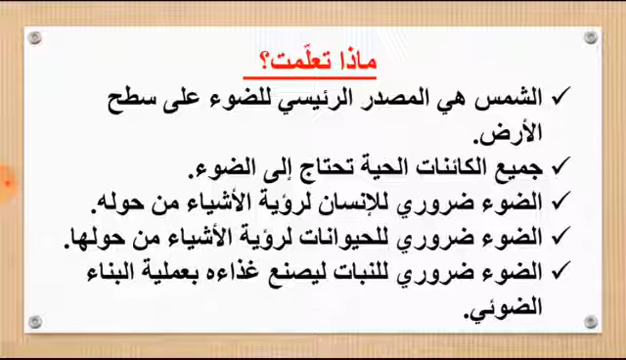 ماذا تعلّمت؟
✓ الشمس هي المصدر الرئيسي للضوء على سطح
الأرض.
✓ جميع الكائنات الحية تحتاج إلى الضوء.
✓ الضوء ضروري للإنسان لرؤية الأشياء من حوله.
✓ الضوء ضروري للحيوانات لرؤية الأشياء من حولها.
✓ الضوء ضروري للنبات ليصنع غذاءه بعملية البناء
الضوئي.